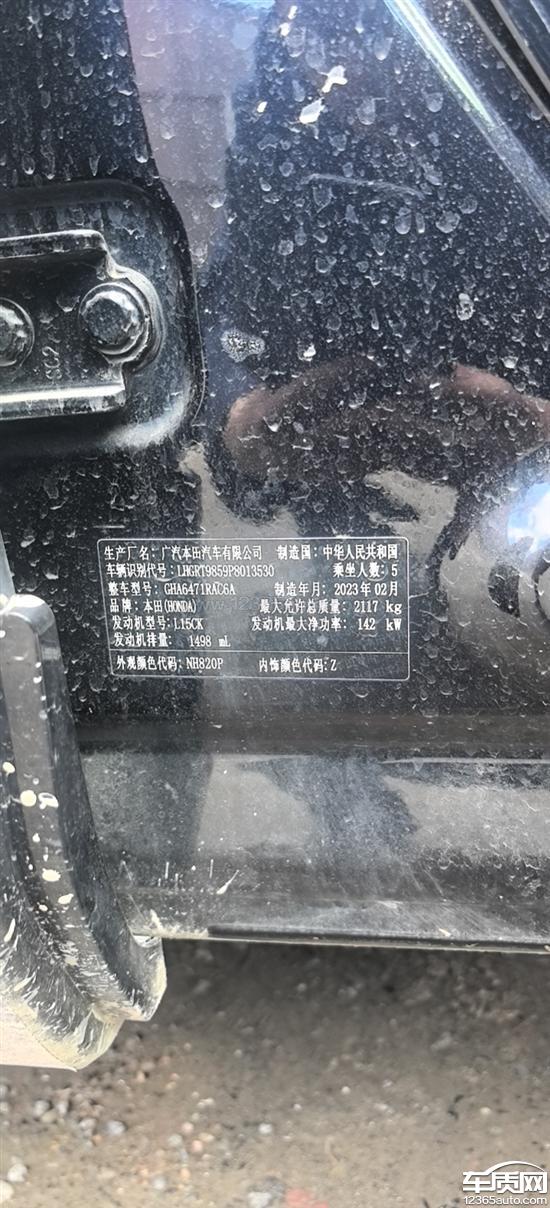 SC2
生产厂名：广汽本田汽车有限公司 制造国：中华人民共和国
车辆识别代号：LHGRT9859P8013530 乘坐人数：5
整车型号：GHA6471RAC6A 制造年月：2023年02月
品牌：本田(HONDA) 最大允许总质量：2117 kg
发动机型号：L15CK 发动机最大净功率：142 kW
发动机排量：1498 mL
外观颜色代码：NH820P 内饰颜色代码：Z
车质网
12365auto.com